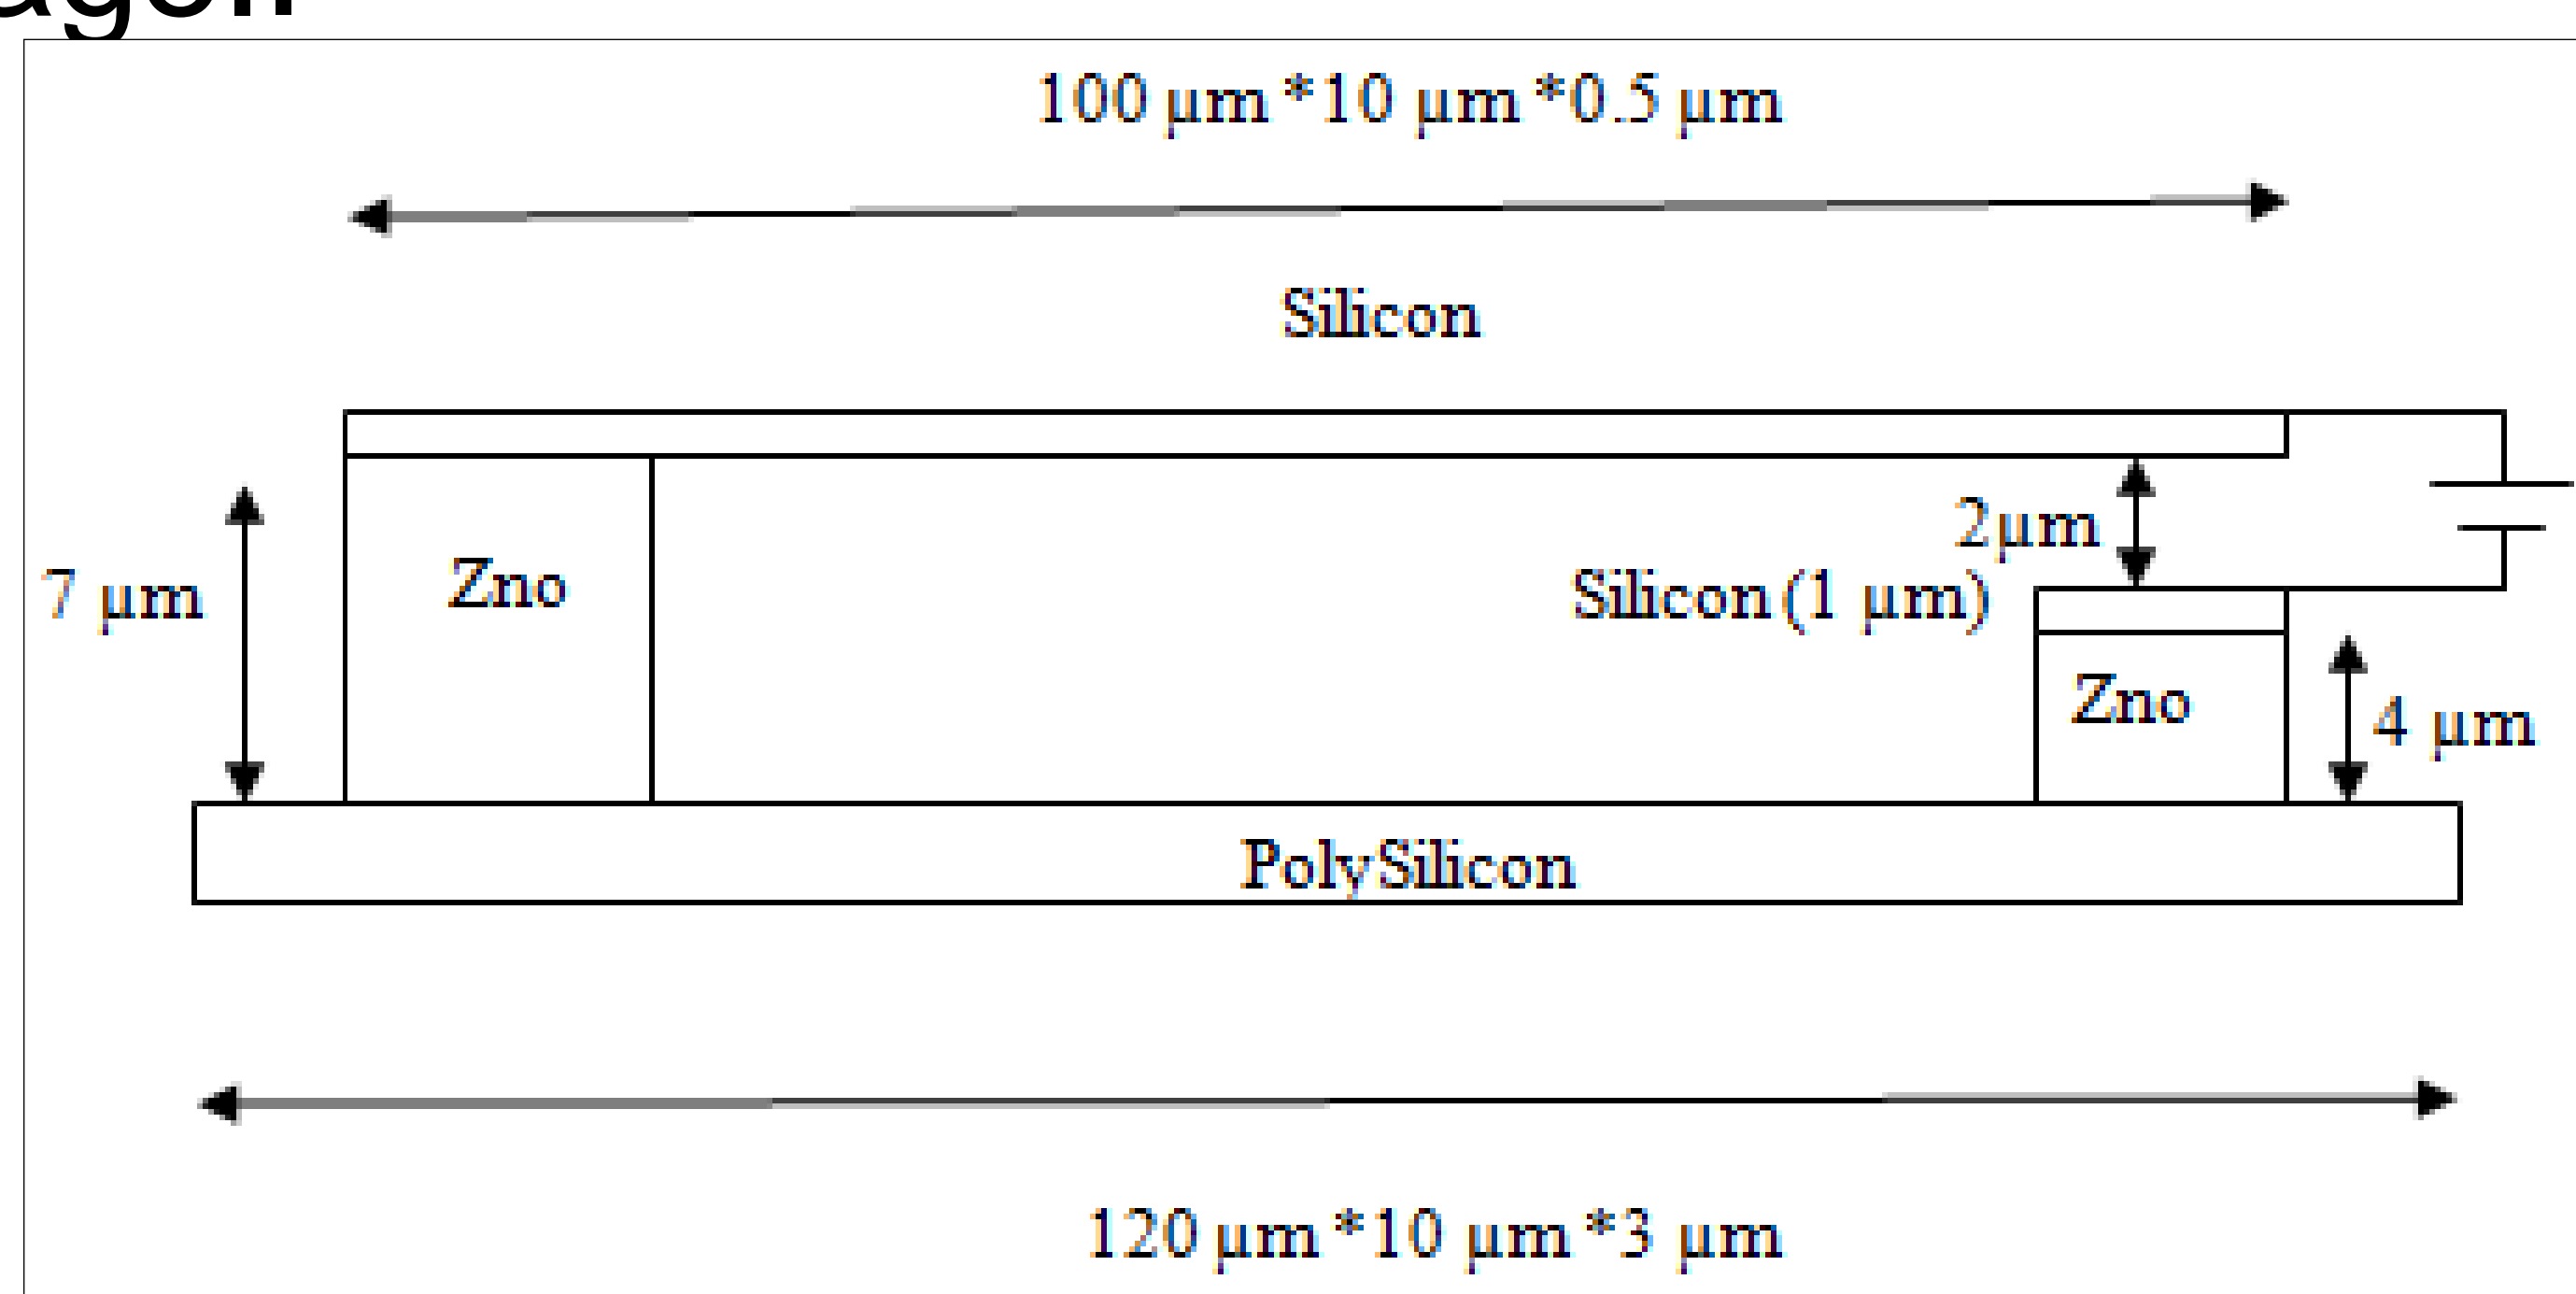 100 µm *10 µm *0.5 µm
Silicon
2µm
Zno
7 µm
Silicon (1 µm)
Zno
4 µm
PolySilicon
120 µm *10 µm *3 µm